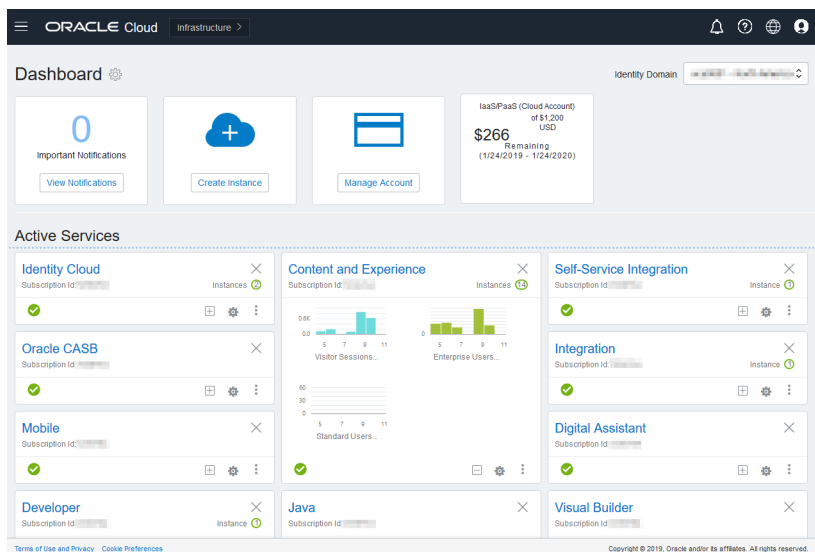 ORACLE Cloud Infrastructure >
Dashboard
Identity Domain
0
Important Notifications
View Notifications
Create Instance
Manage Account
IaaS/PaaS (Cloud Account)
of $1,200
$266 USD
Remaining
(1/24/2019 - 1/24/2020)
Active Services
Identity Cloud
Subscription Id:
Instances 2
Content and Experience
Subscription Id:
Instances 14
0.6K
0.0
5 7 9 11
Visitor Sessions...
0
5 7 9 11
Enterprise Users...
60
30
0
5 7 9 11
Standard Users...
Self-Service Integration
Subscription Id:
Instance 1
Oracle CASB
Subscription Id:
Integration
Subscription Id:
Instance 1
Mobile
Subscription Id:
Digital Assistant
Subscription Id:
Developer
Subscription Id:
Instance 1
Java
Subscription Id:
Visual Builder
Subscription Id:
Terms of Use and Privacy Cookie Preferences
Copyright © 2019, Oracle and/or its affiliates. All rights reserved.